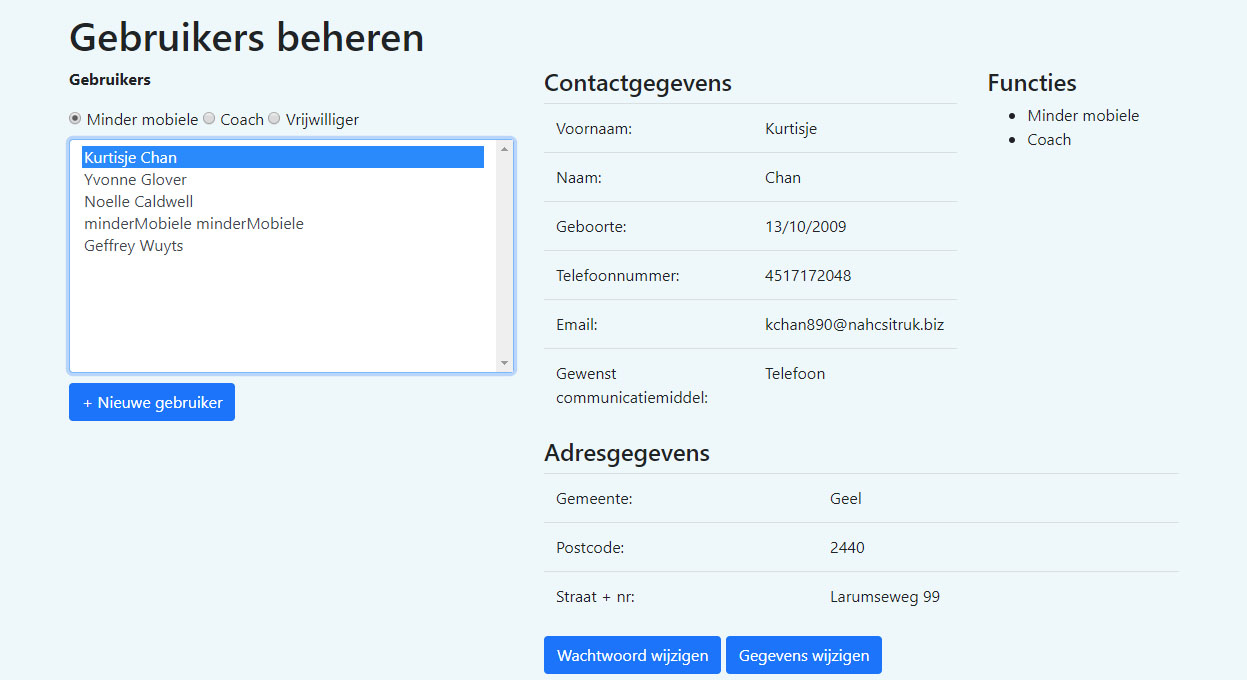 Gebruikers beheren
Gebruikers
Minder mobiele Coach Vrijwilliger
Kurtisje Chan
Yvonne Glover
Noelle Caldwell
minderMobiele minderMobiele
Geffrey Wuyts
+ Nieuwe gebruiker
Contactgegevens
Voornaam: Kurtisje
Naam: Chan
Geboorte: 13/10/2009
Telefoonnummer: 4517172048
Email: kchan890@nahcsitruk.biz
Gewenst Telefoon
communicatiemiddel:
Functies
Minder mobiele
Coach
Adresgegevens
Gemeente: Geel
Postcode: 2440
Straat + nr: Larumseweg 99
Wachtwoord wijzigen Gegevens wijzigen